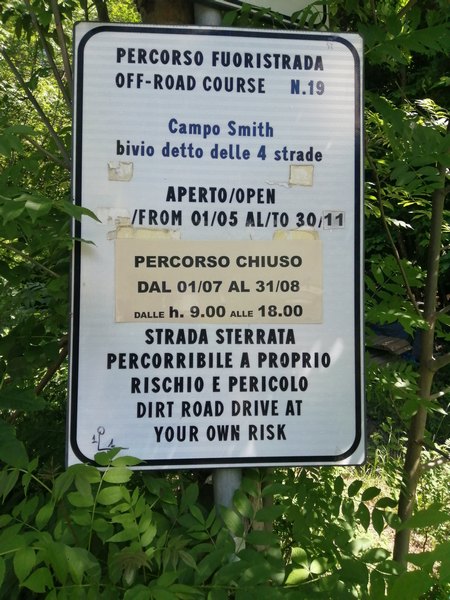 PERCORSO FUORISTRADA
OFF-ROAD COURSE N.19
Campo Smith
bivio detto delle 4 strade
APERTO/OPEN
/FROM 01/05 AL/TO 30/11
PERCORSO CHIUSO
DAL 01/07 AL 31/08
DALLE h. 9.00 ALLE 18.00
STRADA STERRATA
PERCORRIBILE A PROPRIO
RISCHIO E PERICOLO
DIRT ROAD DRIVE AT
YOUR OWN RISK